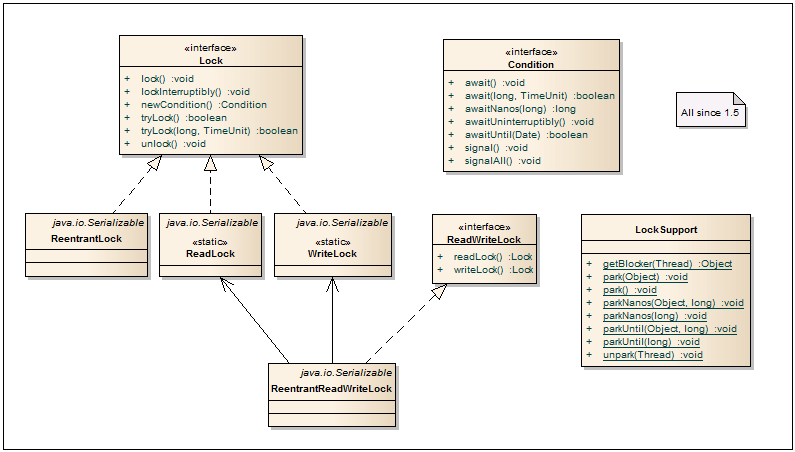 «interface»
Lock
+ lock() :void
+ lockInterruptibly() :void
+ newCondition() :Condition
+ tryLock() :boolean
+ tryLock(long, TimeUnit) :boolean
+ unlock() :void
«interface»
Condition
+ await() :void
+ await(long, TimeUnit) :boolean
+ awaitNanos(long) :long
+ awaitUninterruptibly() :void
+ awaitUntil(Date) :boolean
+ signal() :void
+ signalAll() :void
All since 1.5
java.io.Serializable
ReentrantLock
java.io.Serializable
«static»
ReadLock
java.io.Serializable
«static»
WriteLock
«interface»
ReadWriteLock
+ readLock() :Lock
+ writeLock() :Lock
LockSupport
+ getBlocker(Thread) :Object
+ park(Object) :void
+ park() :void
+ parkNanos(Object, long) :void
+ parkNanos(long) :void
+ parkUntil(Object, long) :void
+ parkUntil(long) :void
+ unpark(Thread) :void
java.io.Serializable
ReentrantReadWriteLock